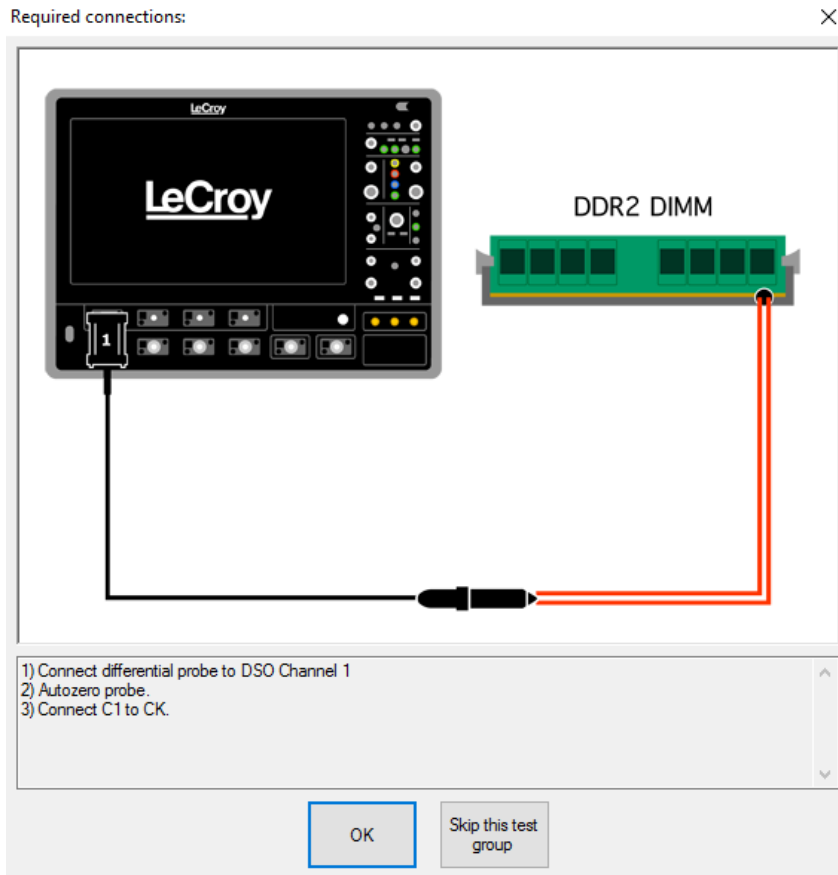 Required connections:
LeCroy
LeCroy
DDR2 DIMM
1
1) Connect differential probe to DSO Channel 1
2) Autozero probe.
3) Connect C1 to CK.
OK
Skip this test
group